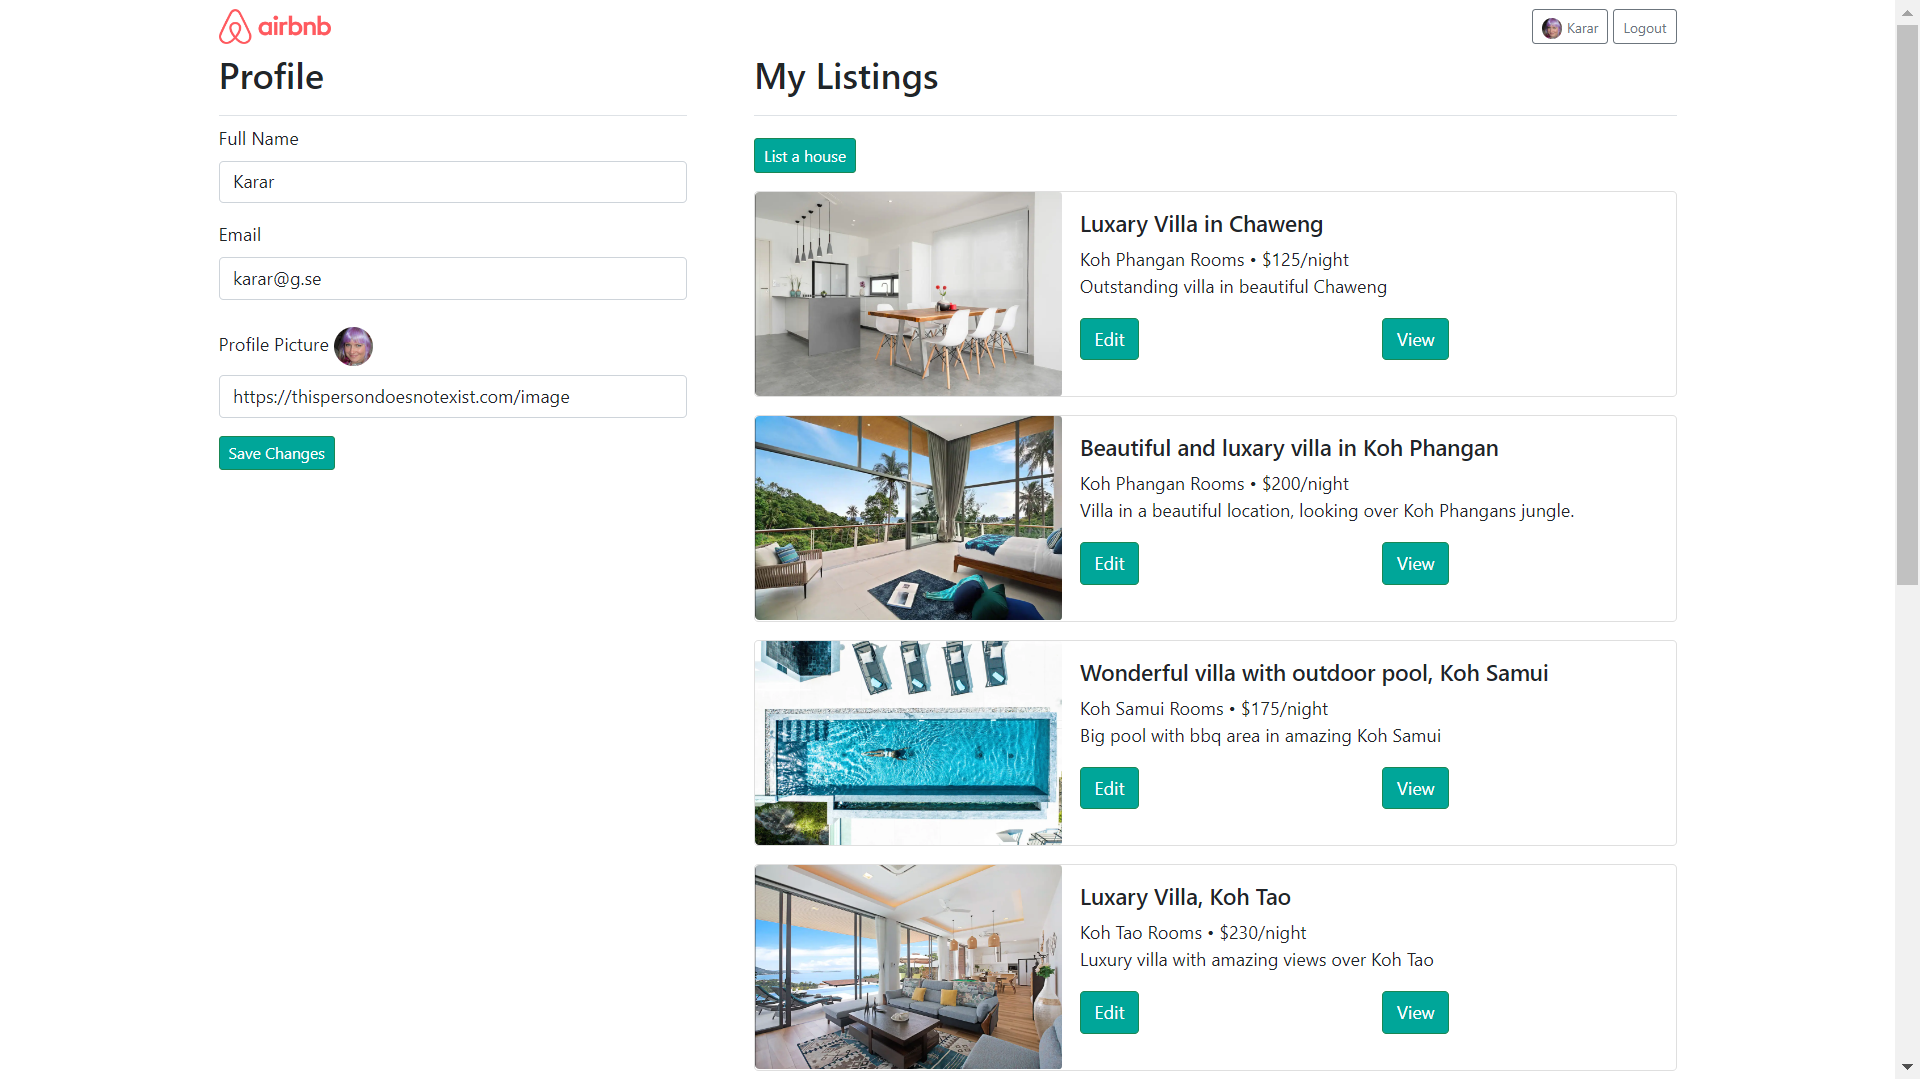 airbnb
Karar
Logout
Profile
Full Name
Karar
Email
karar@g.se
Profile Picture
https://thispersondoesnotexist.com/image
Save Changes
My Listings
List a house
Luxary Villa in Chaweng
Koh Phangan Rooms • $125/night
Outstanding villa in beautiful Chaweng
Edit
View
Beautiful and luxary villa in Koh Phangan
Koh Phangan Rooms • $200/night
Villa in a beautiful location, looking over Koh Phangans jungle.
Edit
View
Wonderful villa with outdoor pool, Koh Samui
Koh Samui Rooms • $175/night
Big pool with bbq area in amazing Koh Samui
Edit
View
Luxary Villa, Koh Tao
Koh Tao Rooms • $230/night
Luxury villa with amazing views over Koh Tao
Edit
View